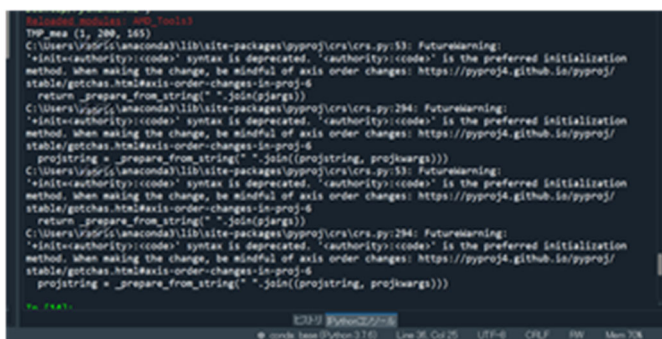 Reloaded modules: AMD_Tools3
TMP_mea (1, 200, 165)
C:\Users\ \anaconda3\lib\site-packages\pyproj\crs\crs.py:53: FutureWarning:
'+init=<authority>:<code>' syntax is deprecated. '<authority>:<code>' is the preferred initialization
method. When making the change, be mindful of axis order changes: https://pyproj4.github.io/pyproj/
stable/gotchas.html#axis-order-changes-in-proj-6
return _prepare_from_string(" ".join(pjargs))
C:\Users\ \anaconda3\lib\site-packages\pyproj\crs\crs.py:294: FutureWarning:
'+init=<authority>:<code>' syntax is deprecated. '<authority>:<code>' is the preferred initialization
method. When making the change, be mindful of axis order changes: https://pyproj4.github.io/pyproj/
stable/gotchas.html#axis-order-changes-in-proj-6
projstring = _prepare_from_string(" ".join((projstring, projkwargs)))
C:\Users\ \anaconda3\lib\site-packages\pyproj\crs\crs.py:53: FutureWarning:
'+init=<authority>:<code>' syntax is deprecated. '<authority>:<code>' is the preferred initialization
method. When making the change, be mindful of axis order changes: https://pyproj4.github.io/pyproj/
stable/gotchas.html#axis-order-changes-in-proj-6
return _prepare_from_string(" ".join(pjargs))
C:\Users\ \anaconda3\lib\site-packages\pyproj\crs\crs.py:294: FutureWarning:
'+init=<authority>:<code>' syntax is deprecated. '<authority>:<code>' is the preferred initialization
method. When making the change, be mindful of axis order changes: https://pyproj4.github.io/pyproj/
stable/gotchas.html#axis-order-changes-in-proj-6
projstring = _prepare_from_string(" ".join((projstring, projkwargs)))
ヒストリ IPythonコンソール
conda: base (Python 3.7.6) Line 36, Col 25 UTF-8 CRLF RW Mem 70%